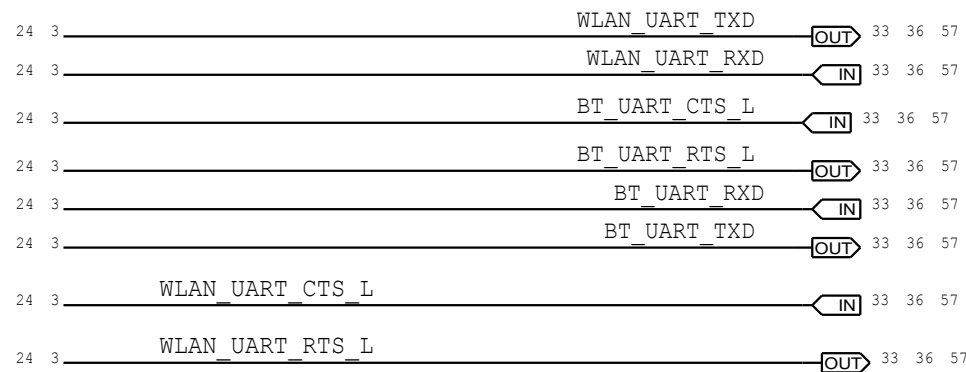 24 3 WLAN_UART_TXD OUT 33 36 57
24 3 WLAN_UART_RXD IN 33 36 57
24 3 BT_UART_CTS_L IN 33 36 57
24 3 BT_UART_RTS_L OUT 33 36 57
24 3 BT_UART_RXD IN 33 36 57
24 3 BT_UART_TXD OUT 33 36 57
24 3 WLAN_UART_CTS_L IN 33 36 57
24 3 WLAN_UART_RTS_L OUT 33 36 57